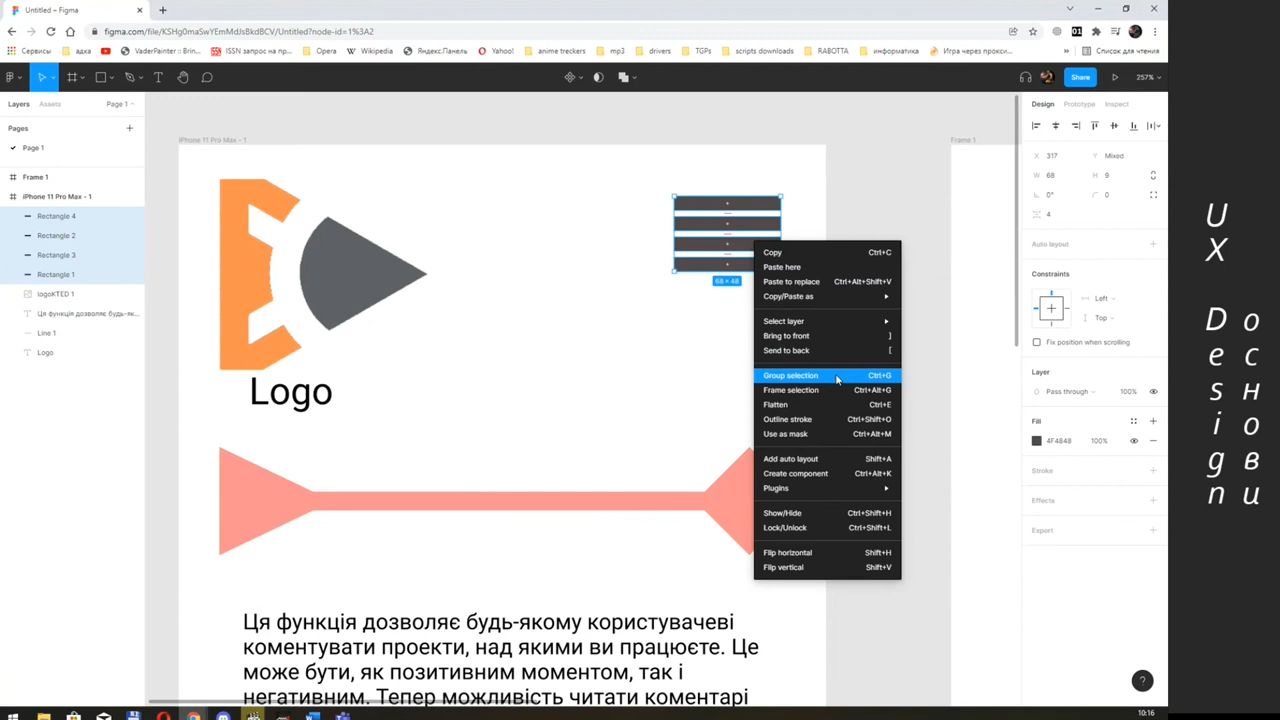 Untitled – Figma
figma.com/file/KSHg0maSwYEmMdJsBkdBCV/Untitled?node-id=1%3A2
Сервисы
адка
VaderPainter :: Brin...
ISSN запрос на пр...
Opera
Wikipedia
Яндекс.Панель
Yahoo!
anime treckers
mp3
drivers
TGPs
scripts downloads
RABOTTA
информатика
Игра через прокси...
»
Список для чтения
Share
257%
Layers
Assets
Page 1
Pages
Page 1
Frame 1
iPhone 11 Pro Max - 1
Rectangle 4
Rectangle 2
Rectangle 3
Rectangle 1
logoKTED 1
Ця функція дозволяє будь-як...
Line 1
Logo
iPhone 11 Pro Max - 1
Frame 1
68 × 48
Logo
Ця функція дозволяє будь-якому користувачеві
коментувати проекти, над якими ви працюєте. Це
може бути, як позитивним моментом, так і
негативним. Тепер можливість читати коментарі
Copy Ctrl+C
Paste here
Paste to replace Ctrl+Alt+Shift+V
Copy/Paste as
Select layer
Bring to front ]
Send to back [
Group selection Ctrl+G
Frame selection Ctrl+Alt+G
Flatten Ctrl+E
Outline stroke Ctrl+Shift+O
Use as mask Ctrl+Alt+M
Add auto layout Shift+A
Create component Ctrl+Alt+K
Plugins
Show/Hide Ctrl+Shift+H
Lock/Unlock Ctrl+Shift+L
Flip horizontal Shift+H
Flip vertical Shift+V
Design
Prototype
Inspect
X 317 Y Mixed
W 68 H 9
0° 0
4
Auto layout
Constraints
Left
Top
Fix position when scrolling
Layer
Pass through 100%
Fill
4F4848 100%
Stroke
Effects
Export
?
10:16
UX Design
основи